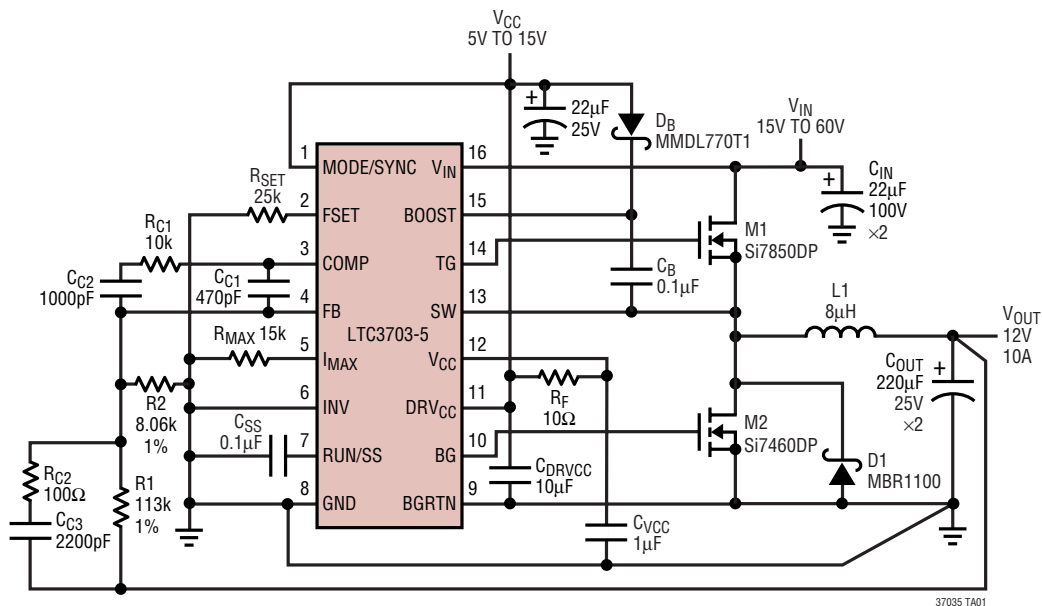 VCC
5V TO 15V
+
22µF
25V
DB
MMDL770T1
VIN
15V TO 60V
+
CIN
22µF
100V
×2
1
MODE/SYNC
VIN
16
RSET
25k
2
FSET
BOOST
15
RC1
10k
3
COMP
TG
14
M1
Si7850DP
CC2
1000pF
CC1
470pF
4
FB
SW
13
CB
0.1µF
LTC3703-5
L1
8µH
VOUT
12V
10A
RMAX 15k
5
IMAX
VCC
12
COUT
220µF
25V
×2
+
R2
8.06k
1%
6
INV
DRVCC
11
RF
10Ω
CSS
0.1µF
7
RUN/SS
BG
10
M2
Si7460DP
D1
MBR1100
RC2
100Ω
R1
113k
1%
8
GND
BGRTN
9
CDRVCC
10µF
CC3
2200pF
CVCC
1µF
37035 TA01